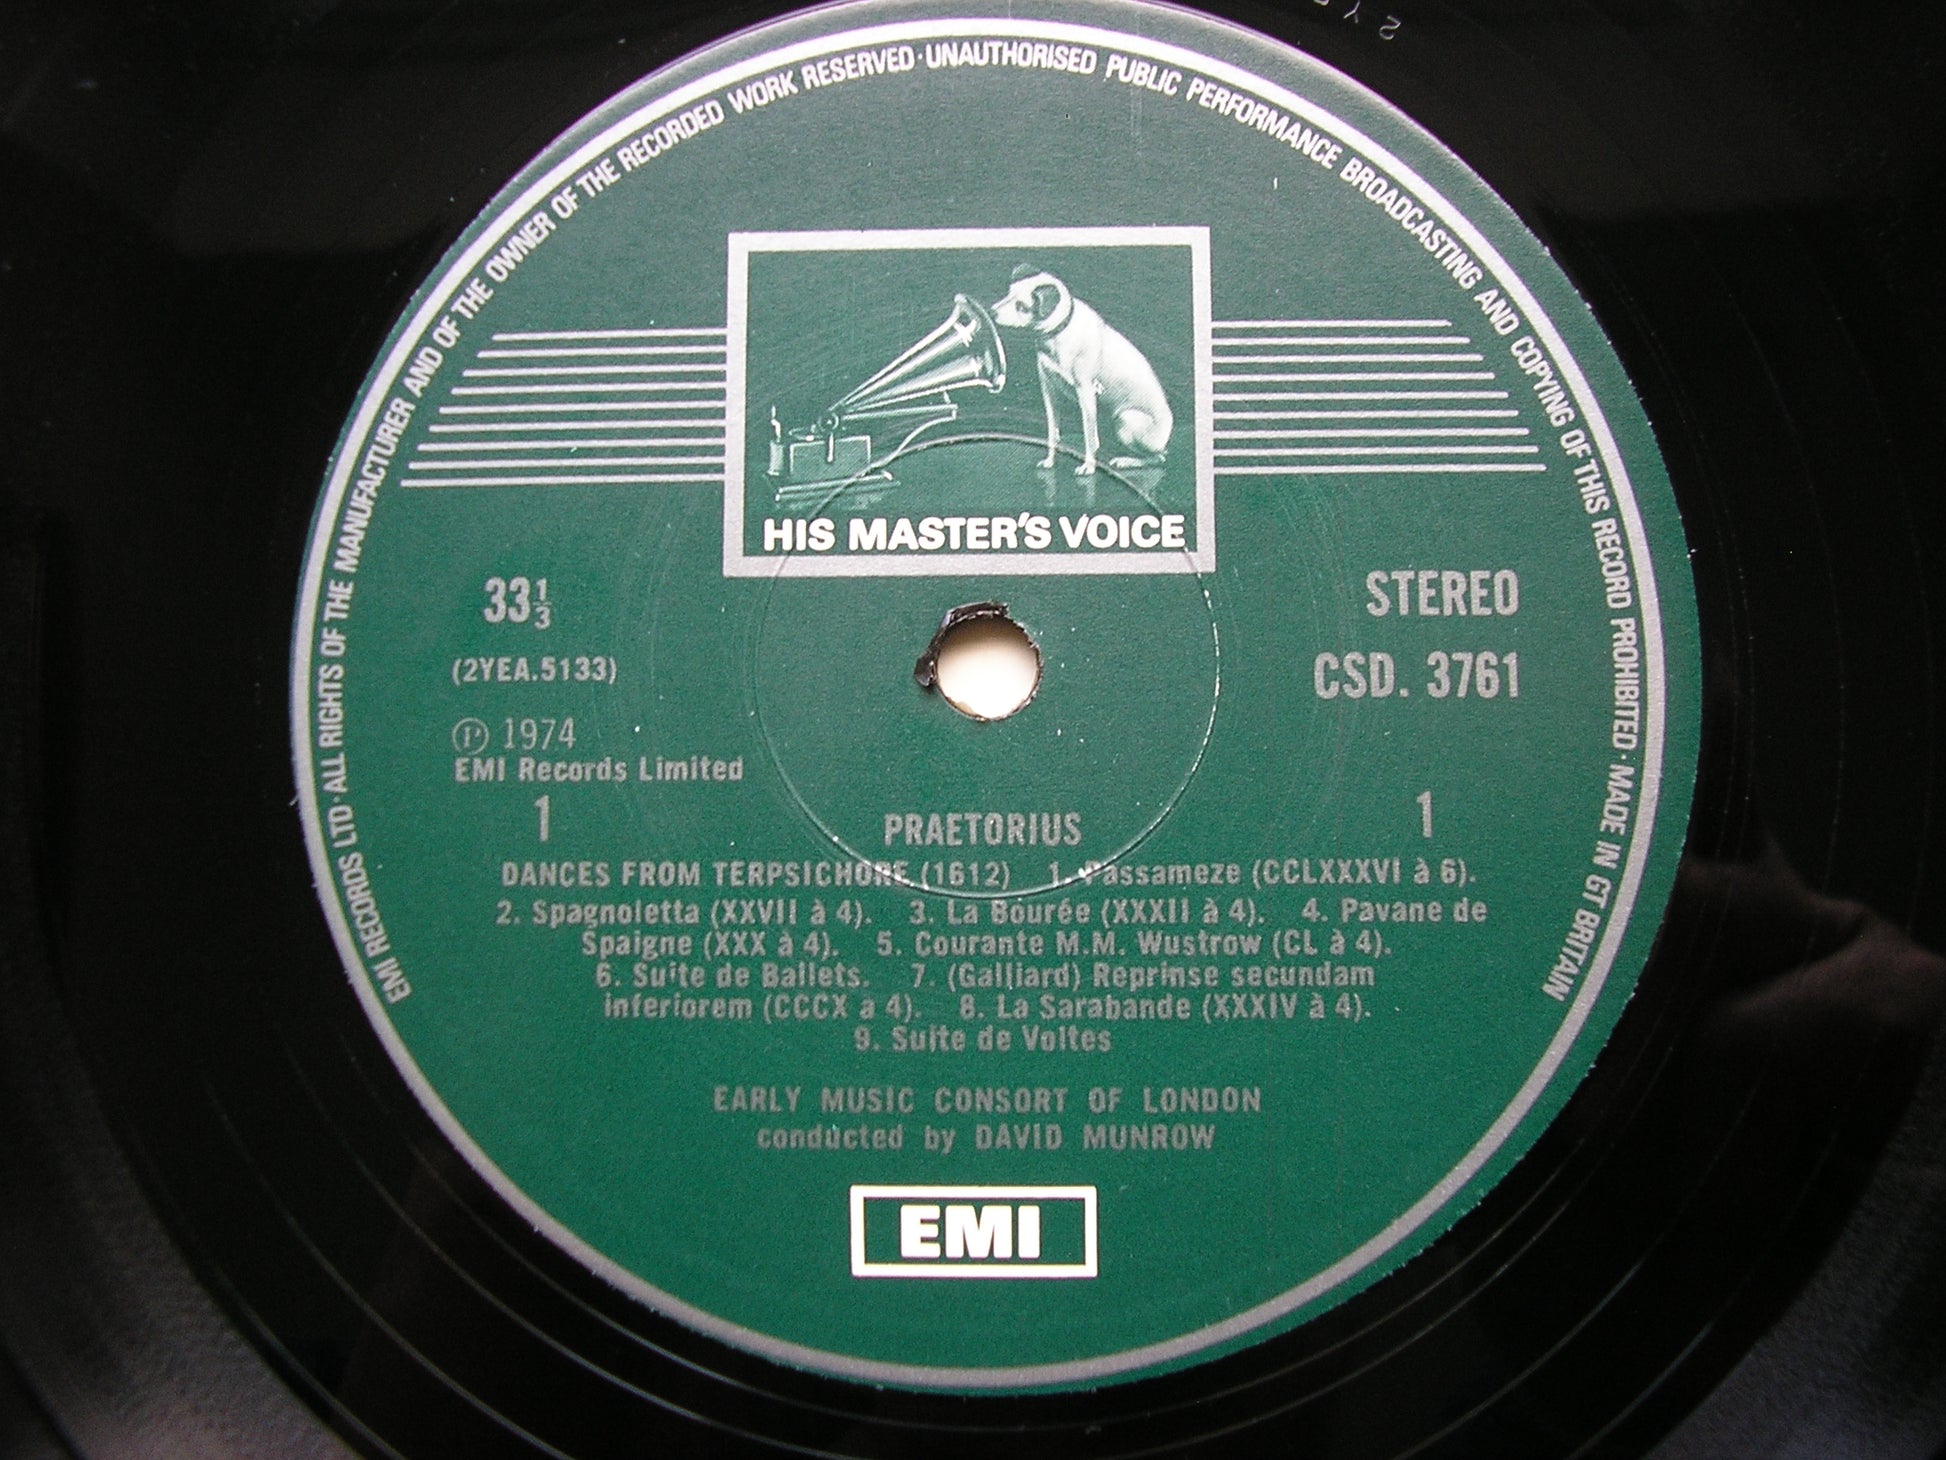 EMI RECORDS LTD · ALL RIGHTS OF THE MANUFACTURER AND OF THE OWNER OF THE RECORDED WORK RESERVED · UNAUTHORISED PUBLIC PERFORMANCE BROADCASTING AND COPYING OF THIS RECORD PROHIBITED · MADE IN GT BRITAIN
HIS MASTER'S VOICE
33⅓
STEREO
(2YEA.5133)
CSD. 3761
Ⓟ 1974
EMI Records Limited
1
1
PRAETORIUS
DANCES FROM TERPSICHORE (1612) 1. Passameze (CCLXXXVI à 6).
2. Spagnoletta (XXVII à 4). 3. La Bourée (XXXII à 4). 4. Pavane de
Spaigne (XXX à 4). 5. Courante M.M. Wustrow (CL à 4).
6. Suite de Ballets. 7. (Galliard) Reprinse secundam
inferiorem (CCCX a 4). 8. La Sarabande (XXXIV à 4).
9. Suite de Voltes
EARLY MUSIC CONSORT OF LONDON
conducted by DAVID MUNROW
EMI